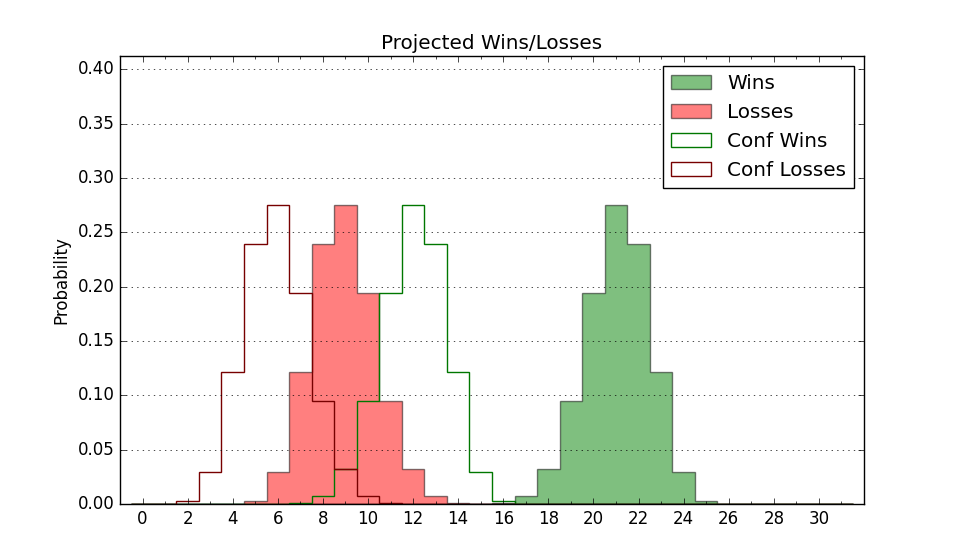 Projected Wins/Losses
0.40
0.35
0.30
0.25
0.20
0.15
0.10
0.05
0.00
Probability
Wins
Losses
Conf Wins
Conf Losses
0 2 4 6 8 10 12 14 16 18 20 22 24 26 28 30